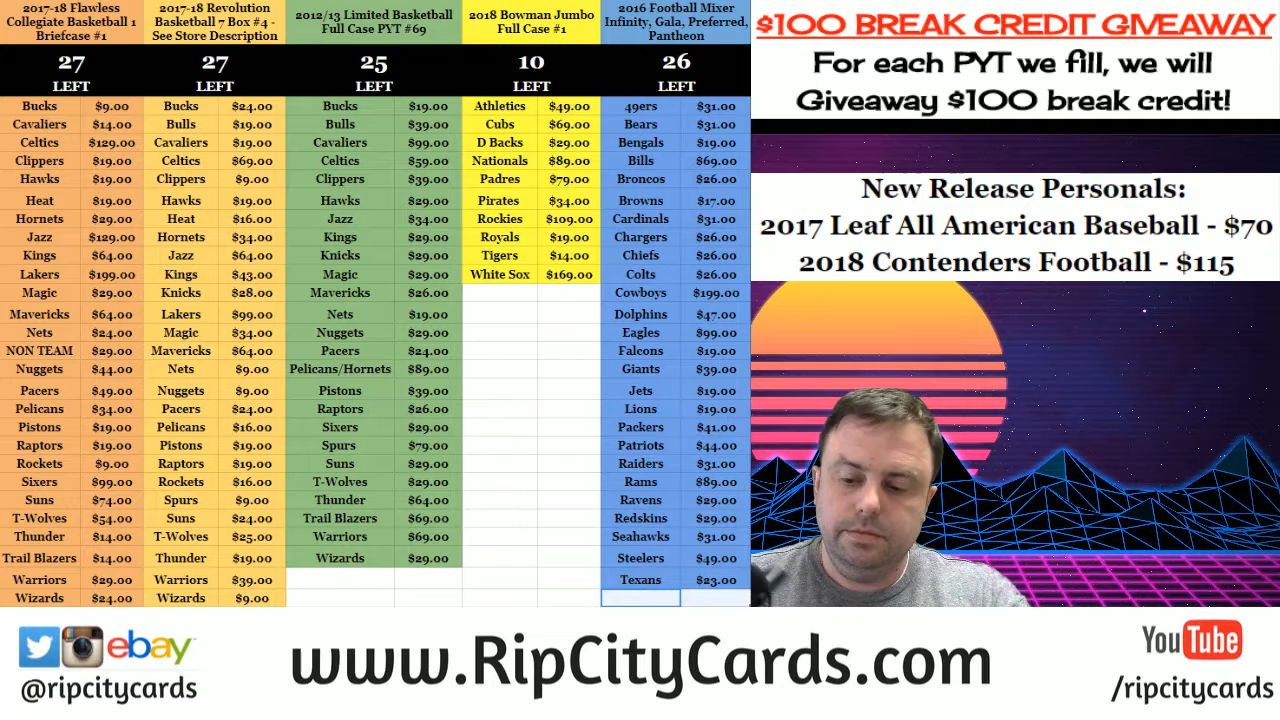 2017-18 Flawless
Collegiate Basketball 1
Briefcase #1
27
LEFT
Bucks $9.00
Cavaliers $14.00
Celtics $129.00
Clippers $19.00
Hawks $19.00
Heat $19.00
Hornets $29.00
Jazz $129.00
Kings $64.00
Lakers $199.00
Magic $29.00
Mavericks $64.00
Nets $24.00
NON TEAM $29.00
Nuggets $44.00
Pacers $49.00
Pelicans $34.00
Pistons $19.00
Raptors $19.00
Rockets $9.00
Sixers $99.00
Suns $74.00
T-Wolves $54.00
Thunder $14.00
Trail Blazers $14.00
Warriors $29.00
Wizards $24.00
2017-18 Revolution
Basketball 7 Box #4 -
See Store Description
27
LEFT
Bucks $24.00
Bulls $19.00
Cavaliers $19.00
Celtics $69.00
Clippers $9.00
Hawks $19.00
Heat $16.00
Hornets $34.00
Jazz $64.00
Kings $43.00
Knicks $28.00
Lakers $99.00
Magic $34.00
Mavericks $64.00
Nets $9.00
Nuggets $9.00
Pacers $24.00
Pelicans $16.00
Pistons $19.00
Raptors $19.00
Rockets $16.00
Spurs $9.00
Suns $24.00
T-Wolves $25.00
Thunder $19.00
Warriors $39.00
Wizards $9.00
2012/13 Limited Basketball
Full Case PYT #69
25
LEFT
Bucks $19.00
Bulls $39.00
Cavaliers $99.00
Celtics $59.00
Clippers $39.00
Hawks $29.00
Jazz $34.00
Kings $29.00
Knicks $29.00
Magic $29.00
Mavericks $26.00
Nets $19.00
Nuggets $29.00
Pacers $24.00
Pelicans/Hornets $89.00
Pistons $39.00
Raptors $26.00
Sixers $29.00
Spurs $79.00
Suns $29.00
T-Wolves $29.00
Thunder $64.00
Trail Blazers $69.00
Warriors $69.00
Wizards $29.00
2018 Bowman Jumbo
Full Case #1
10
LEFT
Athletics $49.00
Cubs $69.00
D Backs $29.00
Nationals $89.00
Padres $79.00
Pirates $34.00
Rockies $109.00
Royals $19.00
Tigers $14.00
White Sox $169.00
2016 Football Mixer
Infinity, Gala, Preferred,
Pantheon
26
LEFT
49ers $31.00
Bears $31.00
Bengals $19.00
Bills $69.00
Broncos $26.00
Browns $17.00
Cardinals $31.00
Chargers $26.00
Chiefs $26.00
Colts $26.00
Cowboys $199.00
Dolphins $47.00
Eagles $99.00
Falcons $19.00
Giants $39.00
Jets $19.00
Lions $19.00
Packers $41.00
Patriots $44.00
Raiders $31.00
Rams $89.00
Ravens $29.00
Redskins $29.00
Seahawks $31.00
Steelers $49.00
Texans $23.00
$100 BREAK CREDIT GIVEAWAY
For each PYT we fill, we will
Giveaway $100 break credit!
New Release Personals:
2017 Leaf All American Baseball - $70
2018 Contenders Football - $115
ebay
@ripcitycards
www.RipCityCards.com
YouTube
/ripcitycards